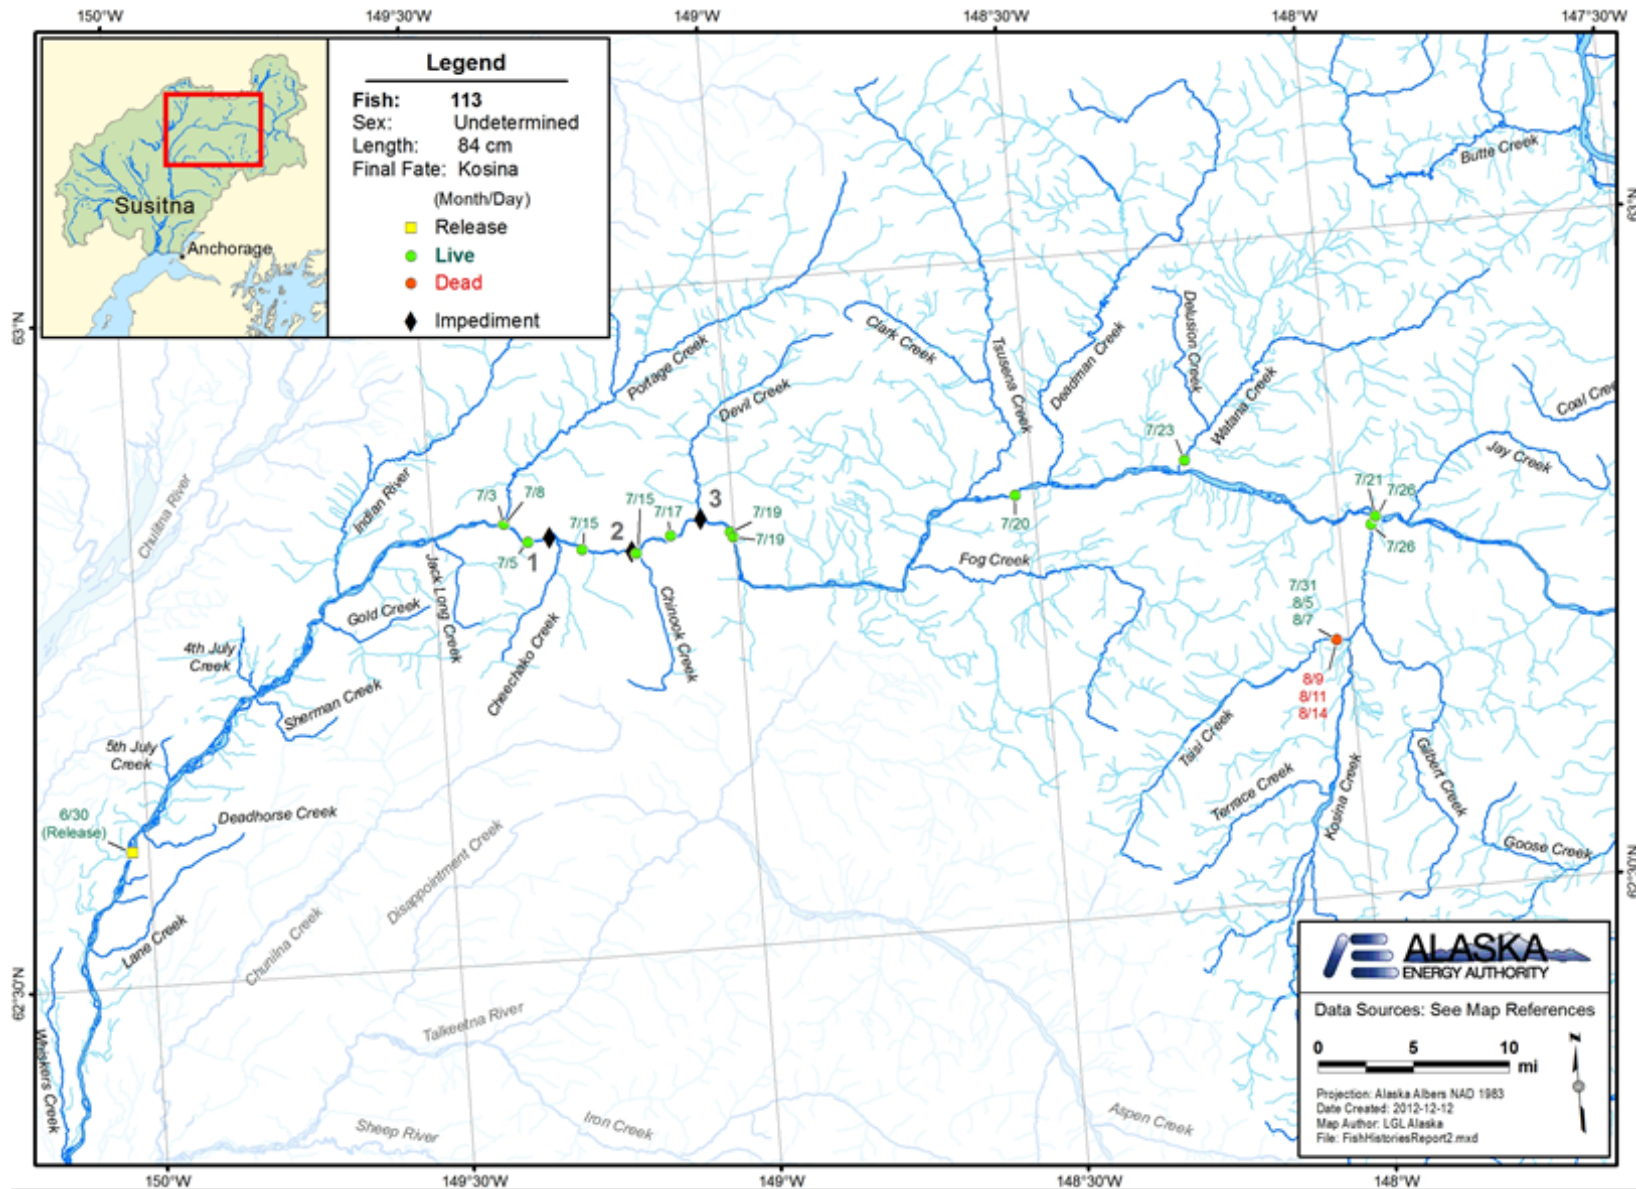 150°W
149°30'W
149°W
148°30'W
148°W
147°30'W
Susitna
Anchorage
Legend
Fish: 113
Sex: Undetermined
Length: 84 cm
Final Fate: Kosina
(Month/Day)
Release
Live
Dead
Impediment
63°N
63°N
62°30'N
62°30'N
Butte Creek
Portage Creek
Devil Creek
Clark Creek
Tsusena Creek
Deadman Creek
Delusion Creek
Watana Creek
Coal Cree
Jay Creek
Chulitna River
Indian River
7/3
7/8
7/5
1
7/15
2
7/15
7/17
3
7/19
7/19
7/20
7/23
7/21
7/26
7/26
Fog Creek
7/31
8/5
8/7
8/9
8/11
8/14
Jack Long Creek
Gold Creek
4th July
Creek
Sherman Creek
Cheechako Creek
Chinook Creek
5th July
Creek
6/30
(Release)
Deadhorse Creek
Lane Creek
Chunilna Creek
Disappointment Creek
Talkeetna River
Whiskers Creek
Sheep River
Iron Creek
Aspen Creek
Tsisi Creek
Terrace Creek
Kosina Creek
Gilbert Creek
Goose Creek
ALASKA
ENERGY AUTHORITY
Data Sources: See Map References
0 5 10
mi
N
Projection: Alaska Albers NAD 1983
Date Created: 2012-12-12
Map Author: LGL Alaska
File: FishHistoriesReport2.mxd
150°W
149°30'W
149°W
148°30'W
148°W